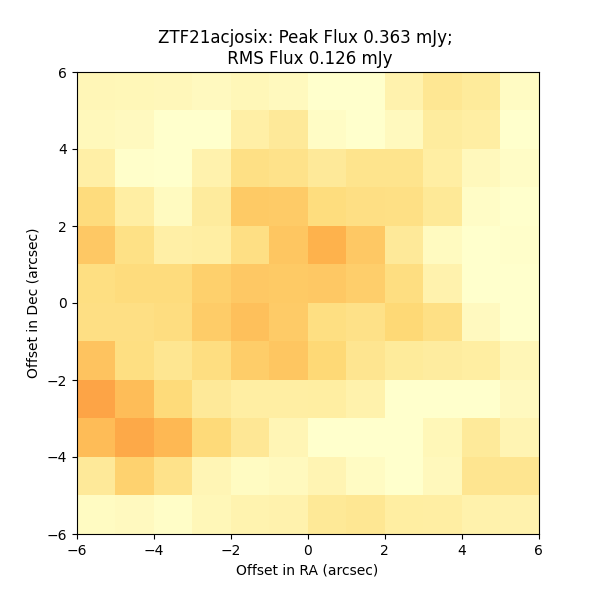 ZTF21acjosix: Peak Flux 0.363 mJy;
RMS Flux 0.126 mJy
6
4
2
0
−2
−4
−6
Offset in Dec (arcsec)
−6 −4 −2 0 2 4 6
Offset in RA (arcsec)